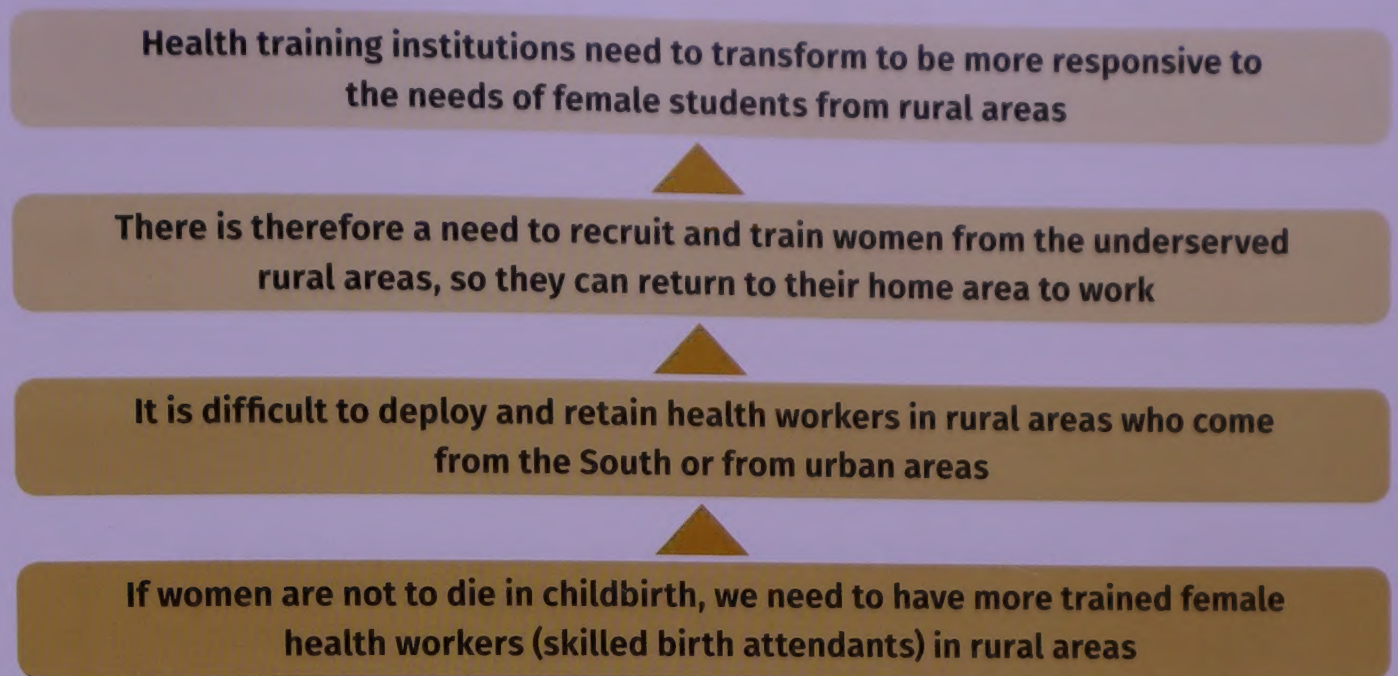 Health training institutions need to transform to be more responsive to
the needs of female students from rural areas
There is therefore a need to recruit and train women from the underserved
rural areas, so they can return to their home area to work
It is difficult to deploy and retain health workers in rural areas who come
from the South or from urban areas
If women are not to die in childbirth, we need to have more trained female
health workers (skilled birth attendants) in rural areas